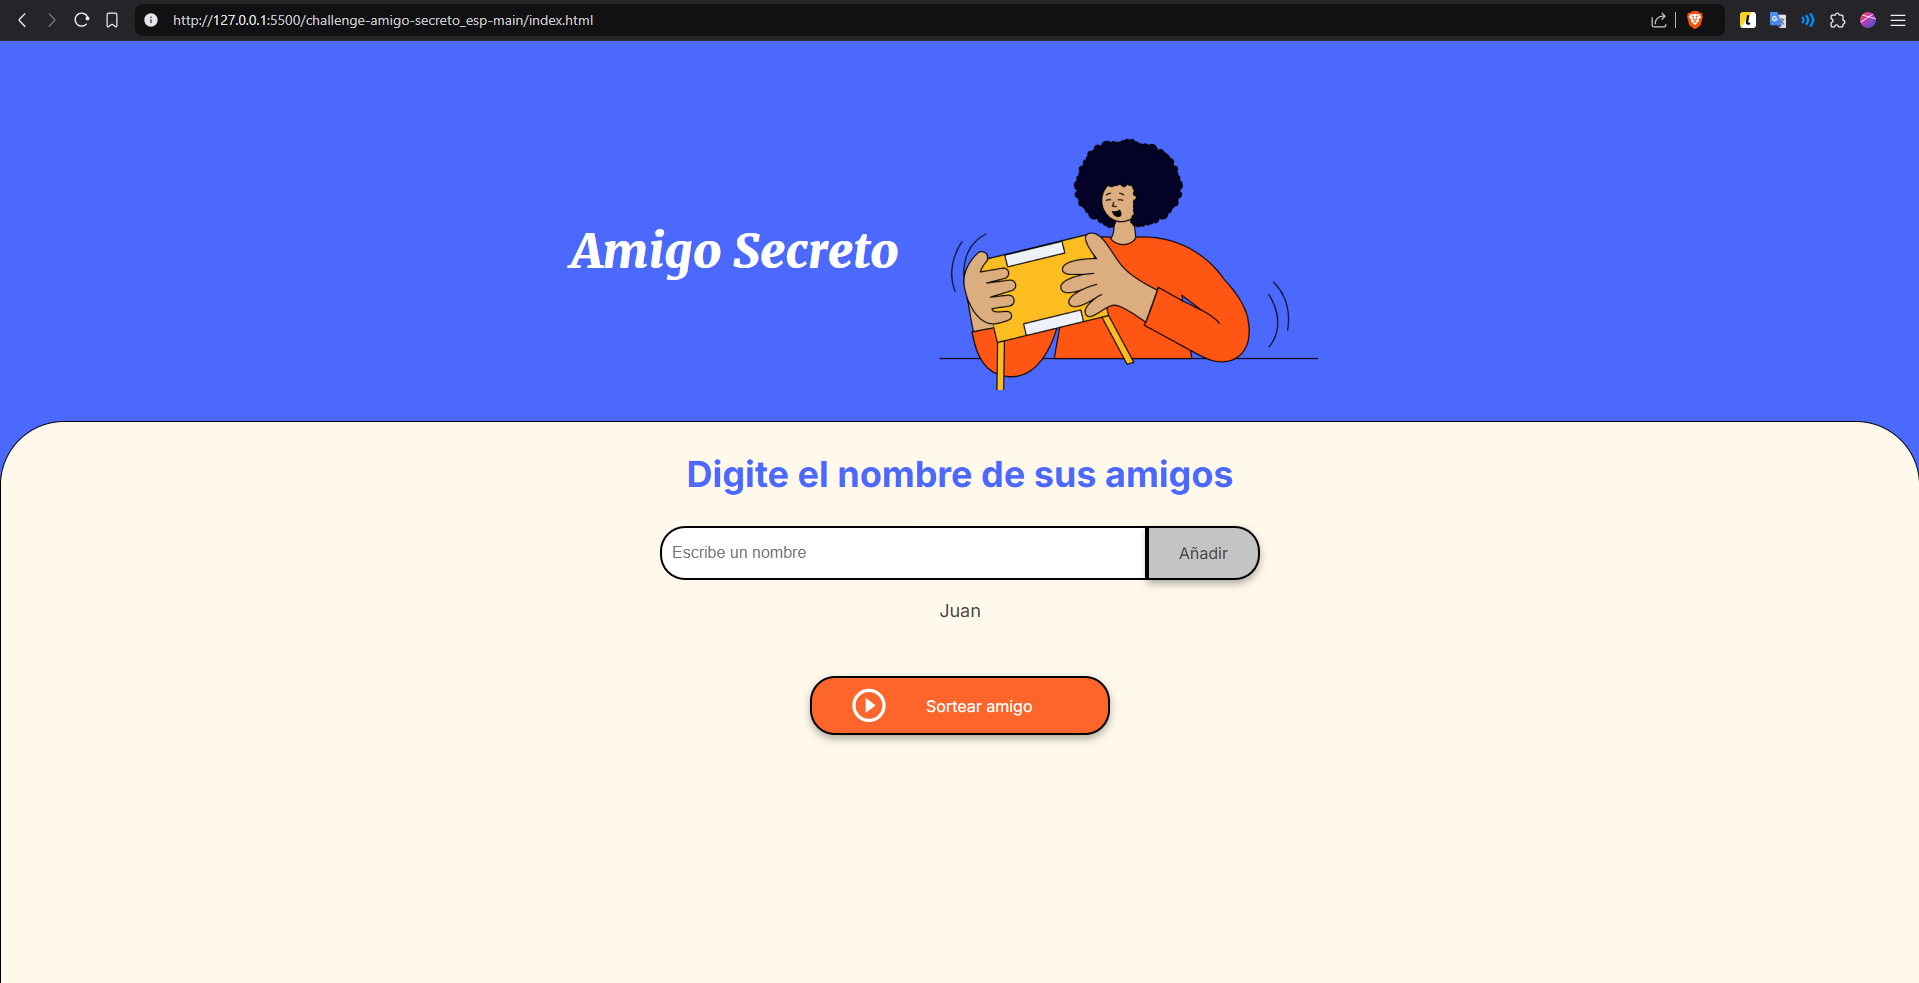 http://127.0.0.1:5500/challenge-amigo-secreto_esp-main/index.html
Amigo Secreto
Digite el nombre de sus amigos
Escribe un nombre
Añadir
Juan
Sortear amigo